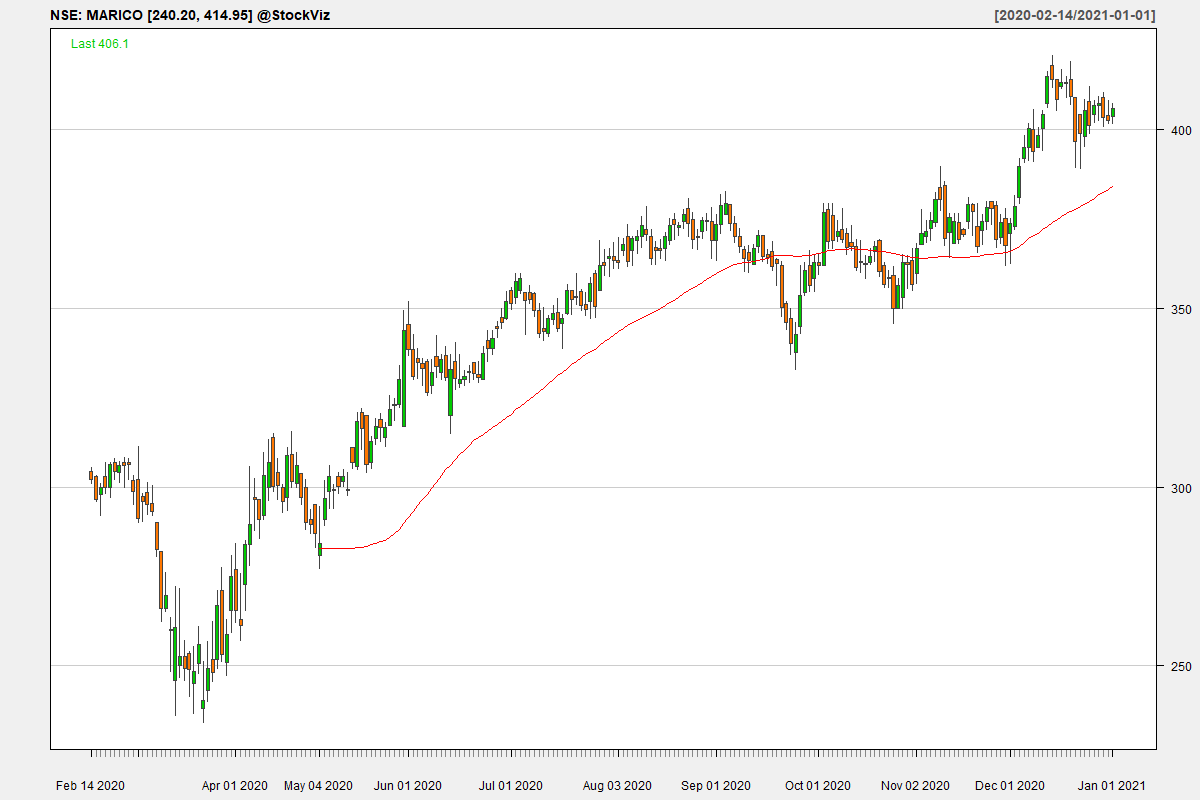 NSE: MARICO [240.20, 414.95] @StockViz
[2020-02-14/2021-01-01]
Last 406.1
400
350
300
250
Feb 14 2020
Apr 01 2020
May 04 2020
Jun 01 2020
Jul 01 2020
Aug 03 2020
Sep 01 2020
Oct 01 2020
Nov 02 2020
Dec 01 2020
Jan 01 2021